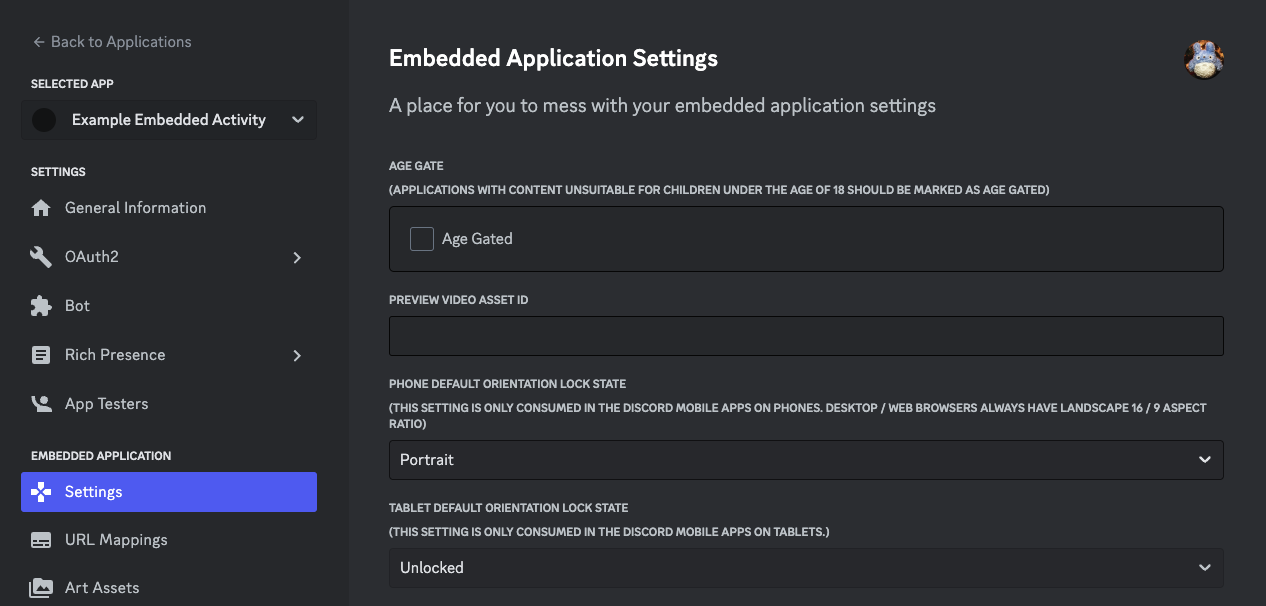 Back to Applications
SELECTED APP
Example Embedded Activity
SETTINGS
General Information
OAuth2
Bot
Rich Presence
App Testers
EMBEDDED APPLICATION
Settings
URL Mappings
Art Assets
Embedded Application Settings
A place for you to mess with your embedded application settings
AGE GATE
(APPLICATIONS WITH CONTENT UNSUITABLE FOR CHILDREN UNDER THE AGE OF 18 SHOULD BE MARKED AS AGE GATED)
Age Gated
PREVIEW VIDEO ASSET ID
PHONE DEFAULT ORIENTATION LOCK STATE
(THIS SETTING IS ONLY CONSUMED IN THE DISCORD MOBILE APPS ON PHONES. DESKTOP / WEB BROWSERS ALWAYS HAVE LANDSCAPE 16 / 9 ASPECT
RATIO)
Portrait
TABLET DEFAULT ORIENTATION LOCK STATE
(THIS SETTING IS ONLY CONSUMED IN THE DISCORD MOBILE APPS ON TABLETS.)
Unlocked